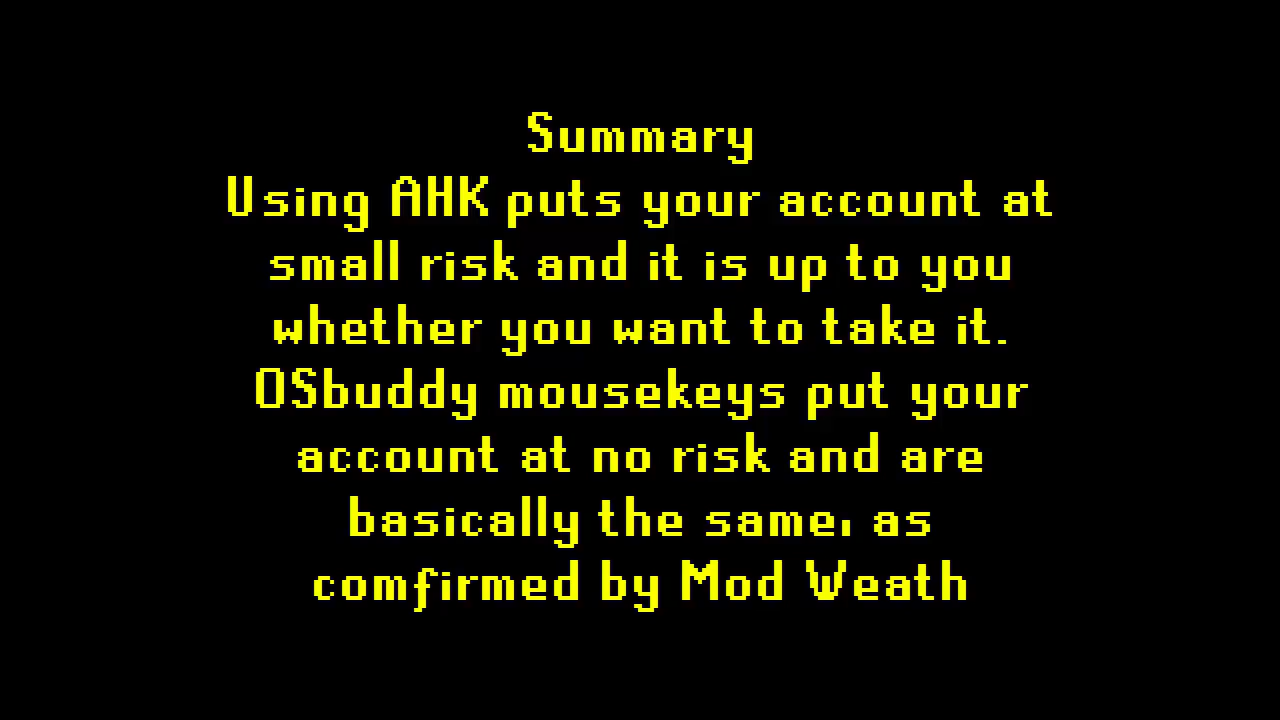 Summary
Using AHK puts your account at
small risk and it is up to you
whether you want to take it.
OSbuddy mousekeys put your
account at no risk and are
basically the same, as
comfirmed by Mod Weath